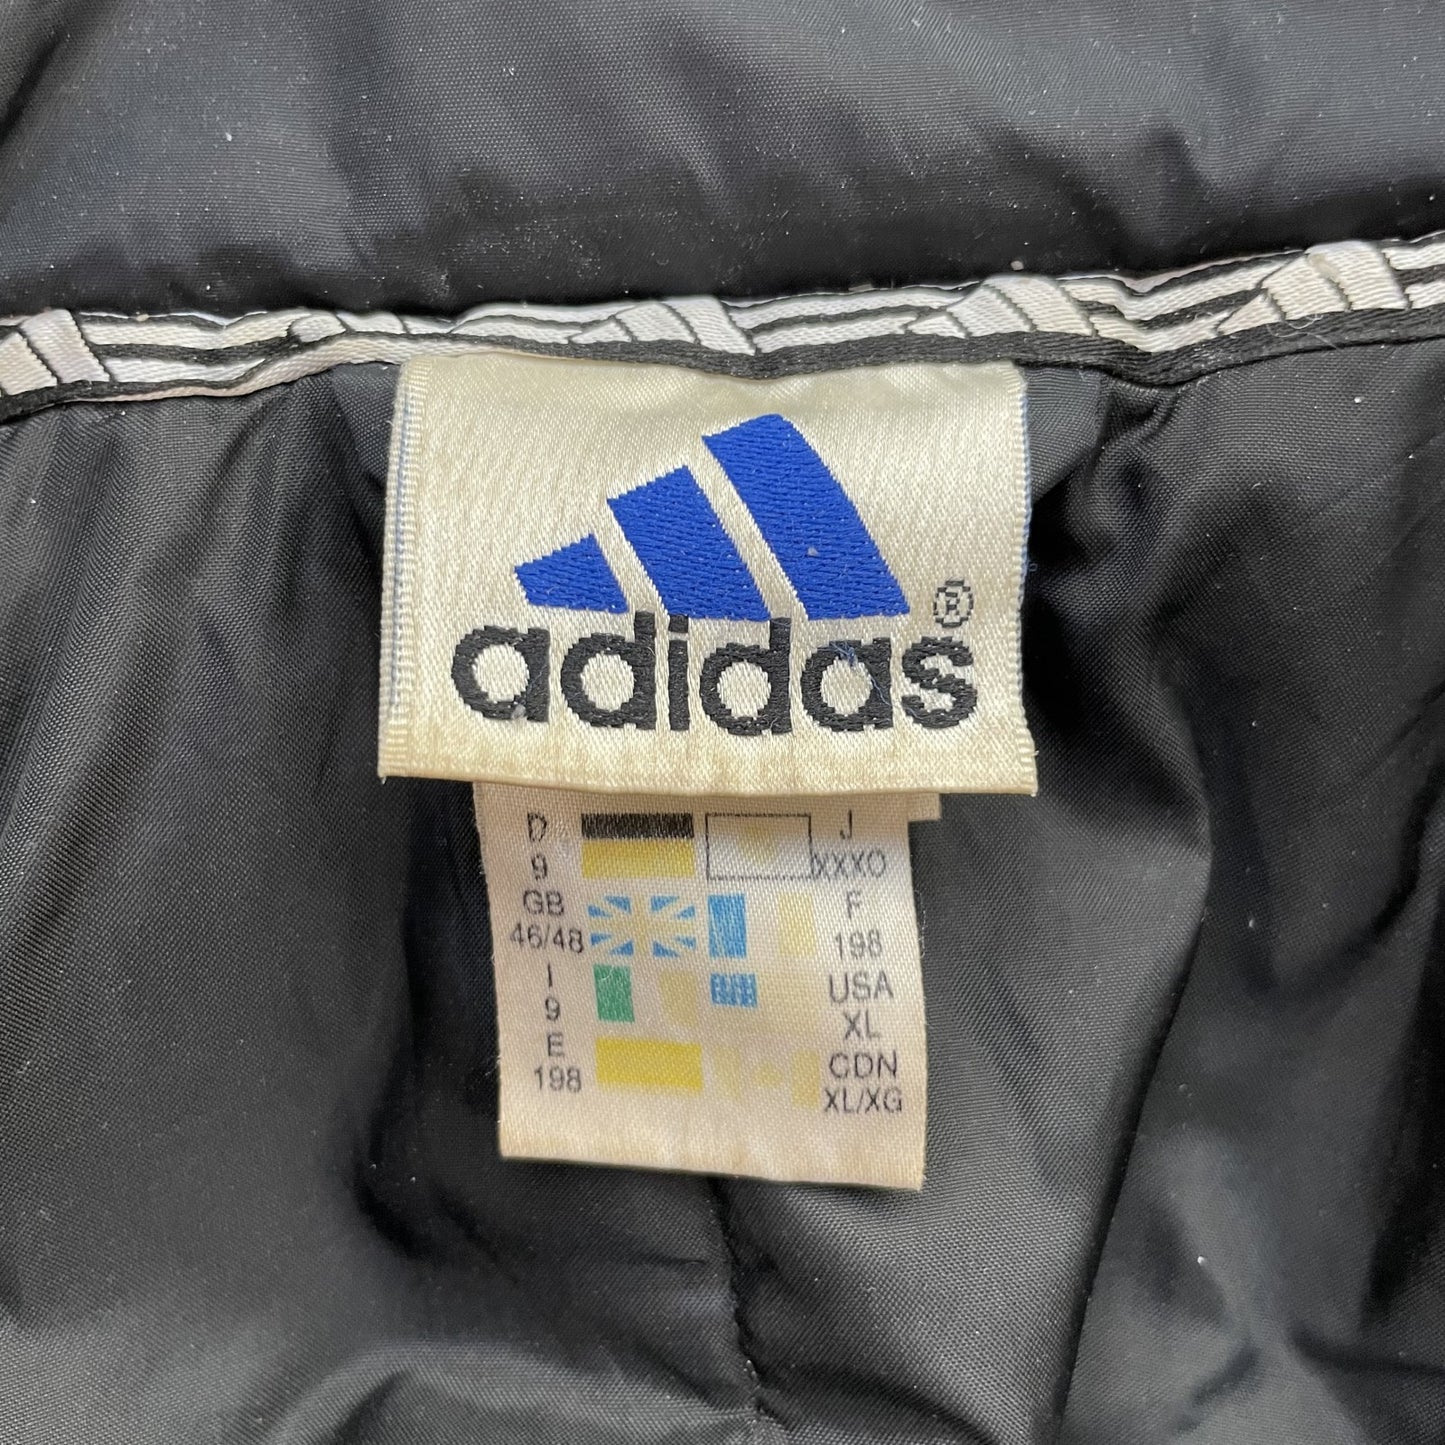 adidas®
D J
9 XXXO
GB F
46/48 198
I USA
9 XL
E CDN
198 XL/XG